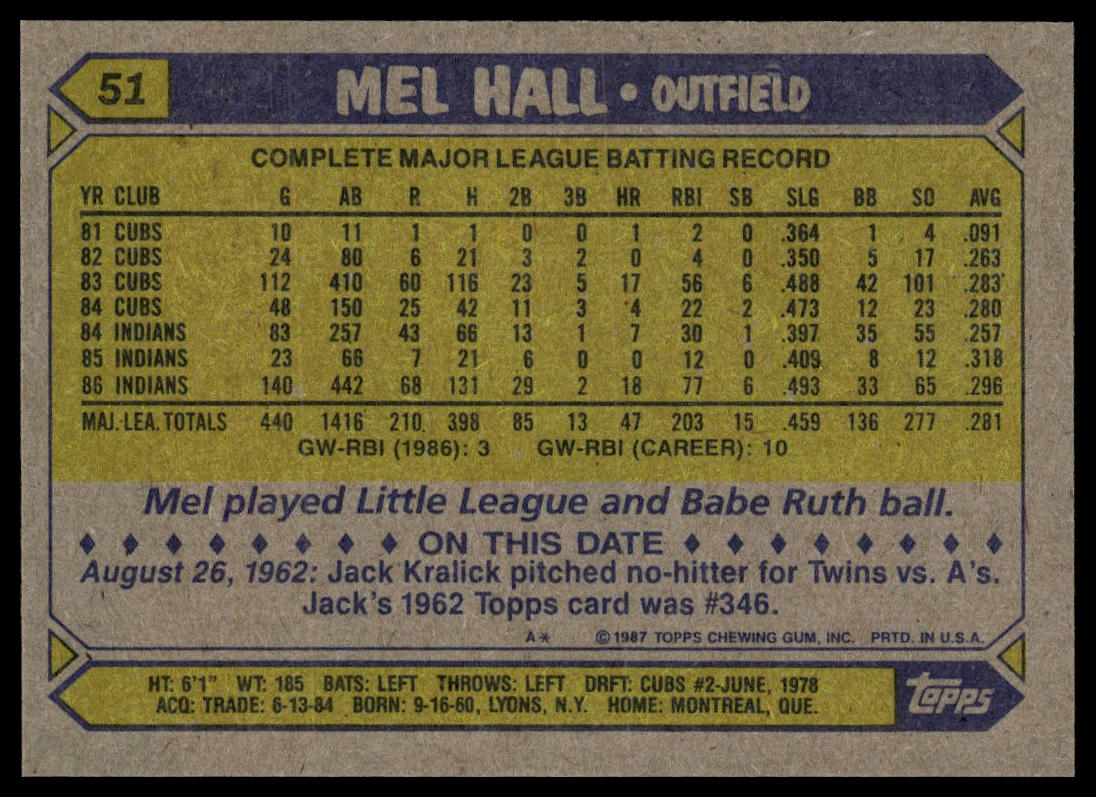 51 MEL HALL • OUTFIELD
COMPLETE MAJOR LEAGUE BATTING RECORD
YR CLUB G AB R H 2B 3B HR RBI SB SLG BB SO AVG
81 CUBS 10 11 1 1 0 0 1 2 0 .364 1 4 .091
82 CUBS 24 80 6 21 3 2 0 4 0 .350 5 17 .263
83 CUBS 112 410 60 116 23 5 17 56 6 .488 42 101 .283
84 CUBS 48 150 25 42 11 3 4 22 2 .473 12 23 .280
84 INDIANS 83 257 43 66 13 1 7 30 1 .397 35 55 .257
85 INDIANS 23 66 7 21 6 0 0 12 0 .409 8 12 .318
86 INDIANS 140 442 68 131 29 2 18 77 6 .493 33 65 .296
MAJ. LEA. TOTALS 440 1416 210 398 85 13 47 203 15 .459 136 277 .281
GW-RBI (1986): 3 GW-RBI (CAREER): 10
Mel played Little League and Babe Ruth ball.
ON THIS DATE
August 26, 1962: Jack Kralick pitched no-hitter for Twins vs. A's.
Jack's 1962 Topps card was #346.
A* © 1987 TOPPS CHEWING GUM, INC. PRTD. IN U.S.A.
HT: 6'1" WT: 185 BATS: LEFT THROWS: LEFT DRFT: CUBS #2-JUNE, 1978
ACQ: TRADE: 6-13-84 BORN: 9-16-60, LYONS, N.Y. HOME: MONTREAL, QUE.
topps